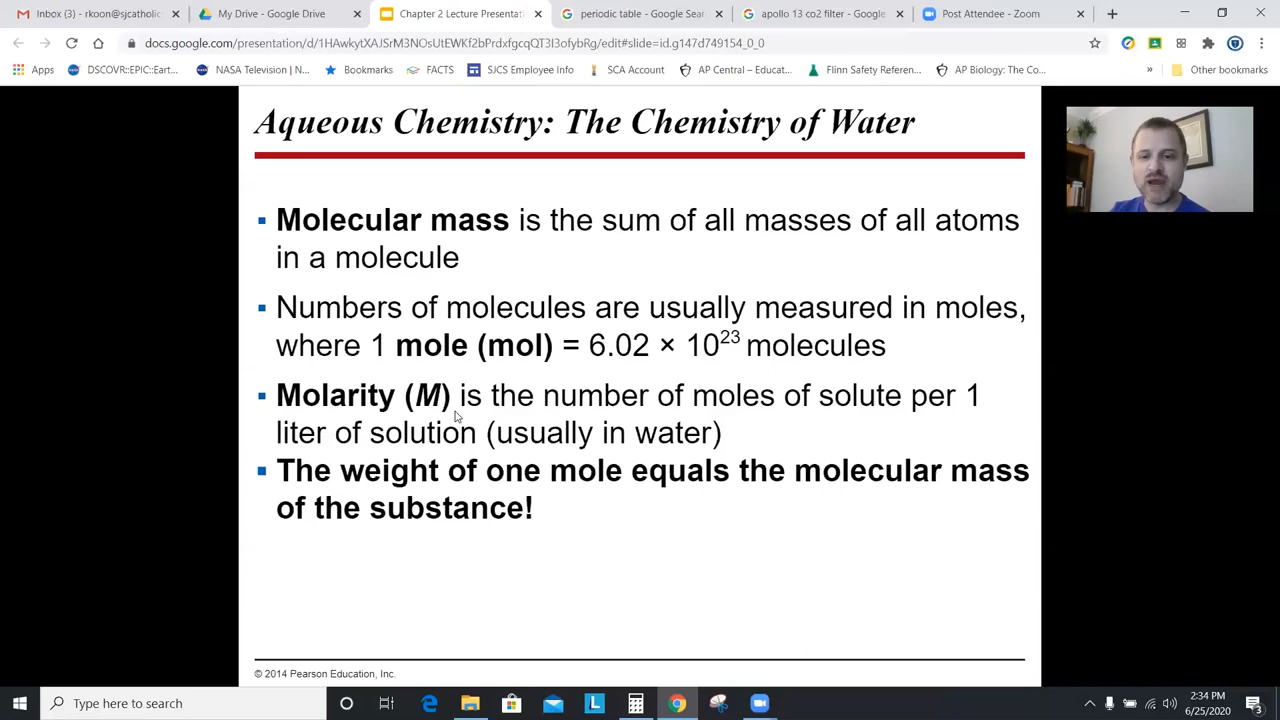 Inbox (3) - rkoon@sjcatholic
My Drive - Google Drive
Chapter 2 Lecture Presentati
periodic table - Google Sear
apollo 13 co2 filter - Google
Post Attendee - Zoom
docs.google.com/presentation/d/1HAwkytXAJSrM3NOcUtEWKf2bPrdxfgcqQT3I3ofybRg/edit#slide=id.g147d749154_0_0
Apps
DSCOVR::EPIC::Eart...
NASA Television | N...
Bookmarks
FACTS
SJCS Employee Info
SCA Account
AP Central – Educat...
Flinn Safety Referen...
AP Biology: The Co...
»
Other bookmarks
Aqueous Chemistry: The Chemistry of Water
▪ Molecular mass is the sum of all masses of all atoms
in a molecule
▪ Numbers of molecules are usually measured in moles,
where 1 mole (mol) = 6.02 × 10²³ molecules
▪ Molarity (M) is the number of moles of solute per 1
liter of solution (usually in water)
▪ The weight of one mole equals the molecular mass
of the substance!
© 2014 Pearson Education, Inc.
Type here to search
2:34 PM
6/25/2020
3